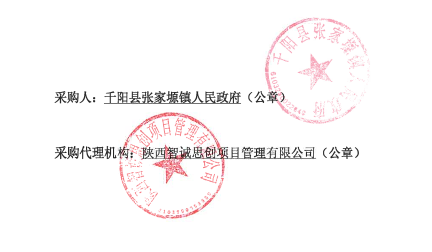 采购人：千阳县张家塬镇人民政府（公章）
采购代理机构：陕西智诚思创项目管理有限公司（公章）